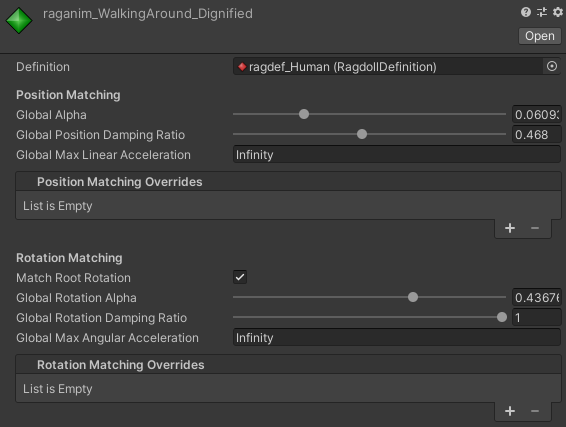 raganim_WalkingAround_Dignified
Open
Definition ragdef_Human (RagdollDefinition)
Position Matching
Global Alpha 0.0609
Global Position Damping Ratio 0.468
Global Max Linear Acceleration Infinity
Position Matching Overrides
List is Empty
+ −
Rotation Matching
Match Root Rotation
Global Rotation Alpha 0.4367
Global Rotation Damping Ratio 1
Global Max Angular Acceleration Infinity
Rotation Matching Overrides
List is Empty
+ −